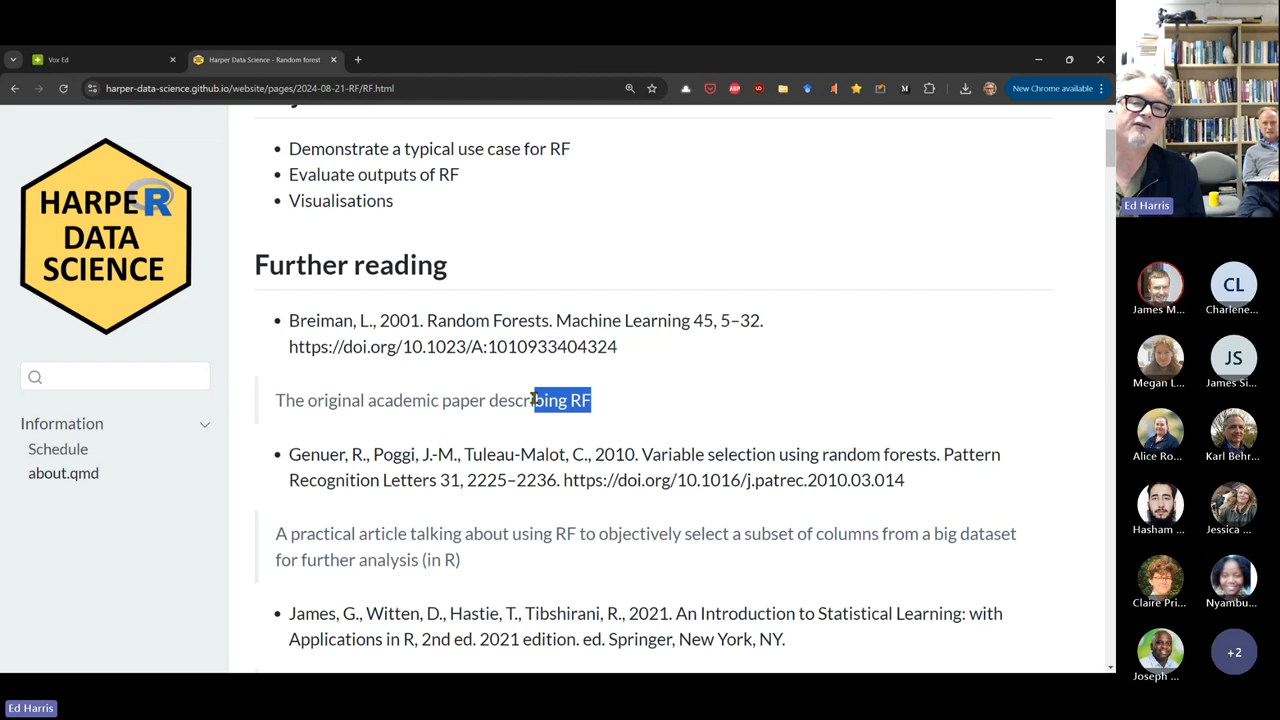 Vox Ed
Harper Data Science - Random forest
harper-data-science.github.io/website/pages/2024-08-21-RF/RF.html
New Chrome available
HARPER
DATA
SCIENCE
Information
Schedule
about.qmd
• Demonstrate a typical use case for RF
• Evaluate outputs of RF
• Visualisations
Further reading
• Breiman, L., 2001. Random Forests. Machine Learning 45, 5–32.
https://doi.org/10.1023/A:1010933404324
The original academic paper describing RF
• Genuer, R., Poggi, J.-M., Tuleau-Malot, C., 2010. Variable selection using random forests. Pattern
Recognition Letters 31, 2225–2236. https://doi.org/10.1016/j.patrec.2010.03.014
A practical article talking about using RF to objectively select a subset of columns from a big dataset
for further analysis (in R)
• James, G., Witten, D., Hastie, T., Tibshirani, R., 2021. An Introduction to Statistical Learning: with
Applications in R, 2nd ed. 2021 edition. ed. Springer, New York, NY.
Ed Harris
CL
James M...
Charlene...
JS
Megan L...
James Si...
Alice Ro...
Karl Behr...
Hasham ...
Jessica ...
Claire Pri...
Nyambu...
Joseph ...
+2
Ed Harris